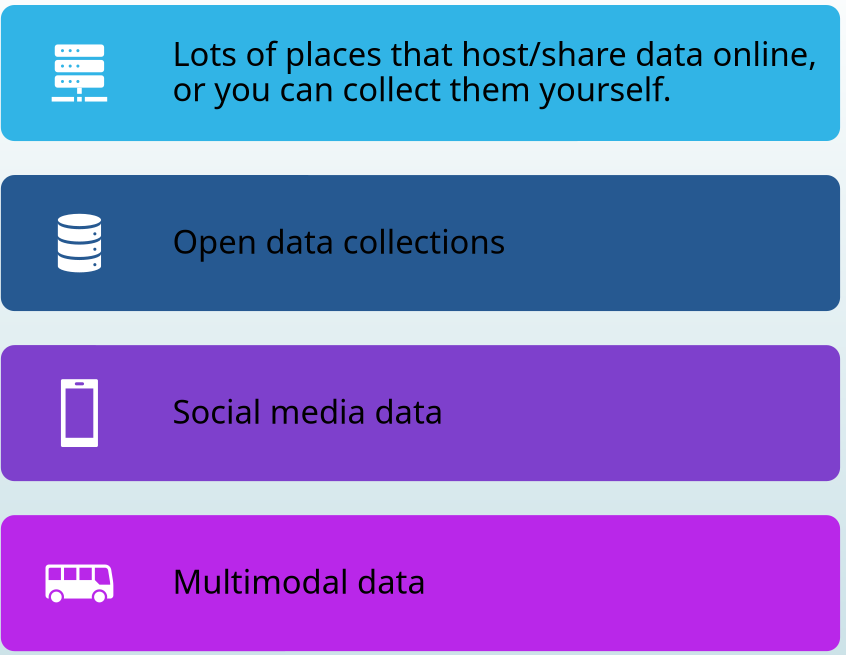 Lots of places that host/share data online,
or you can collect them yourself.
Open data collections
Social media data
Multimodal data